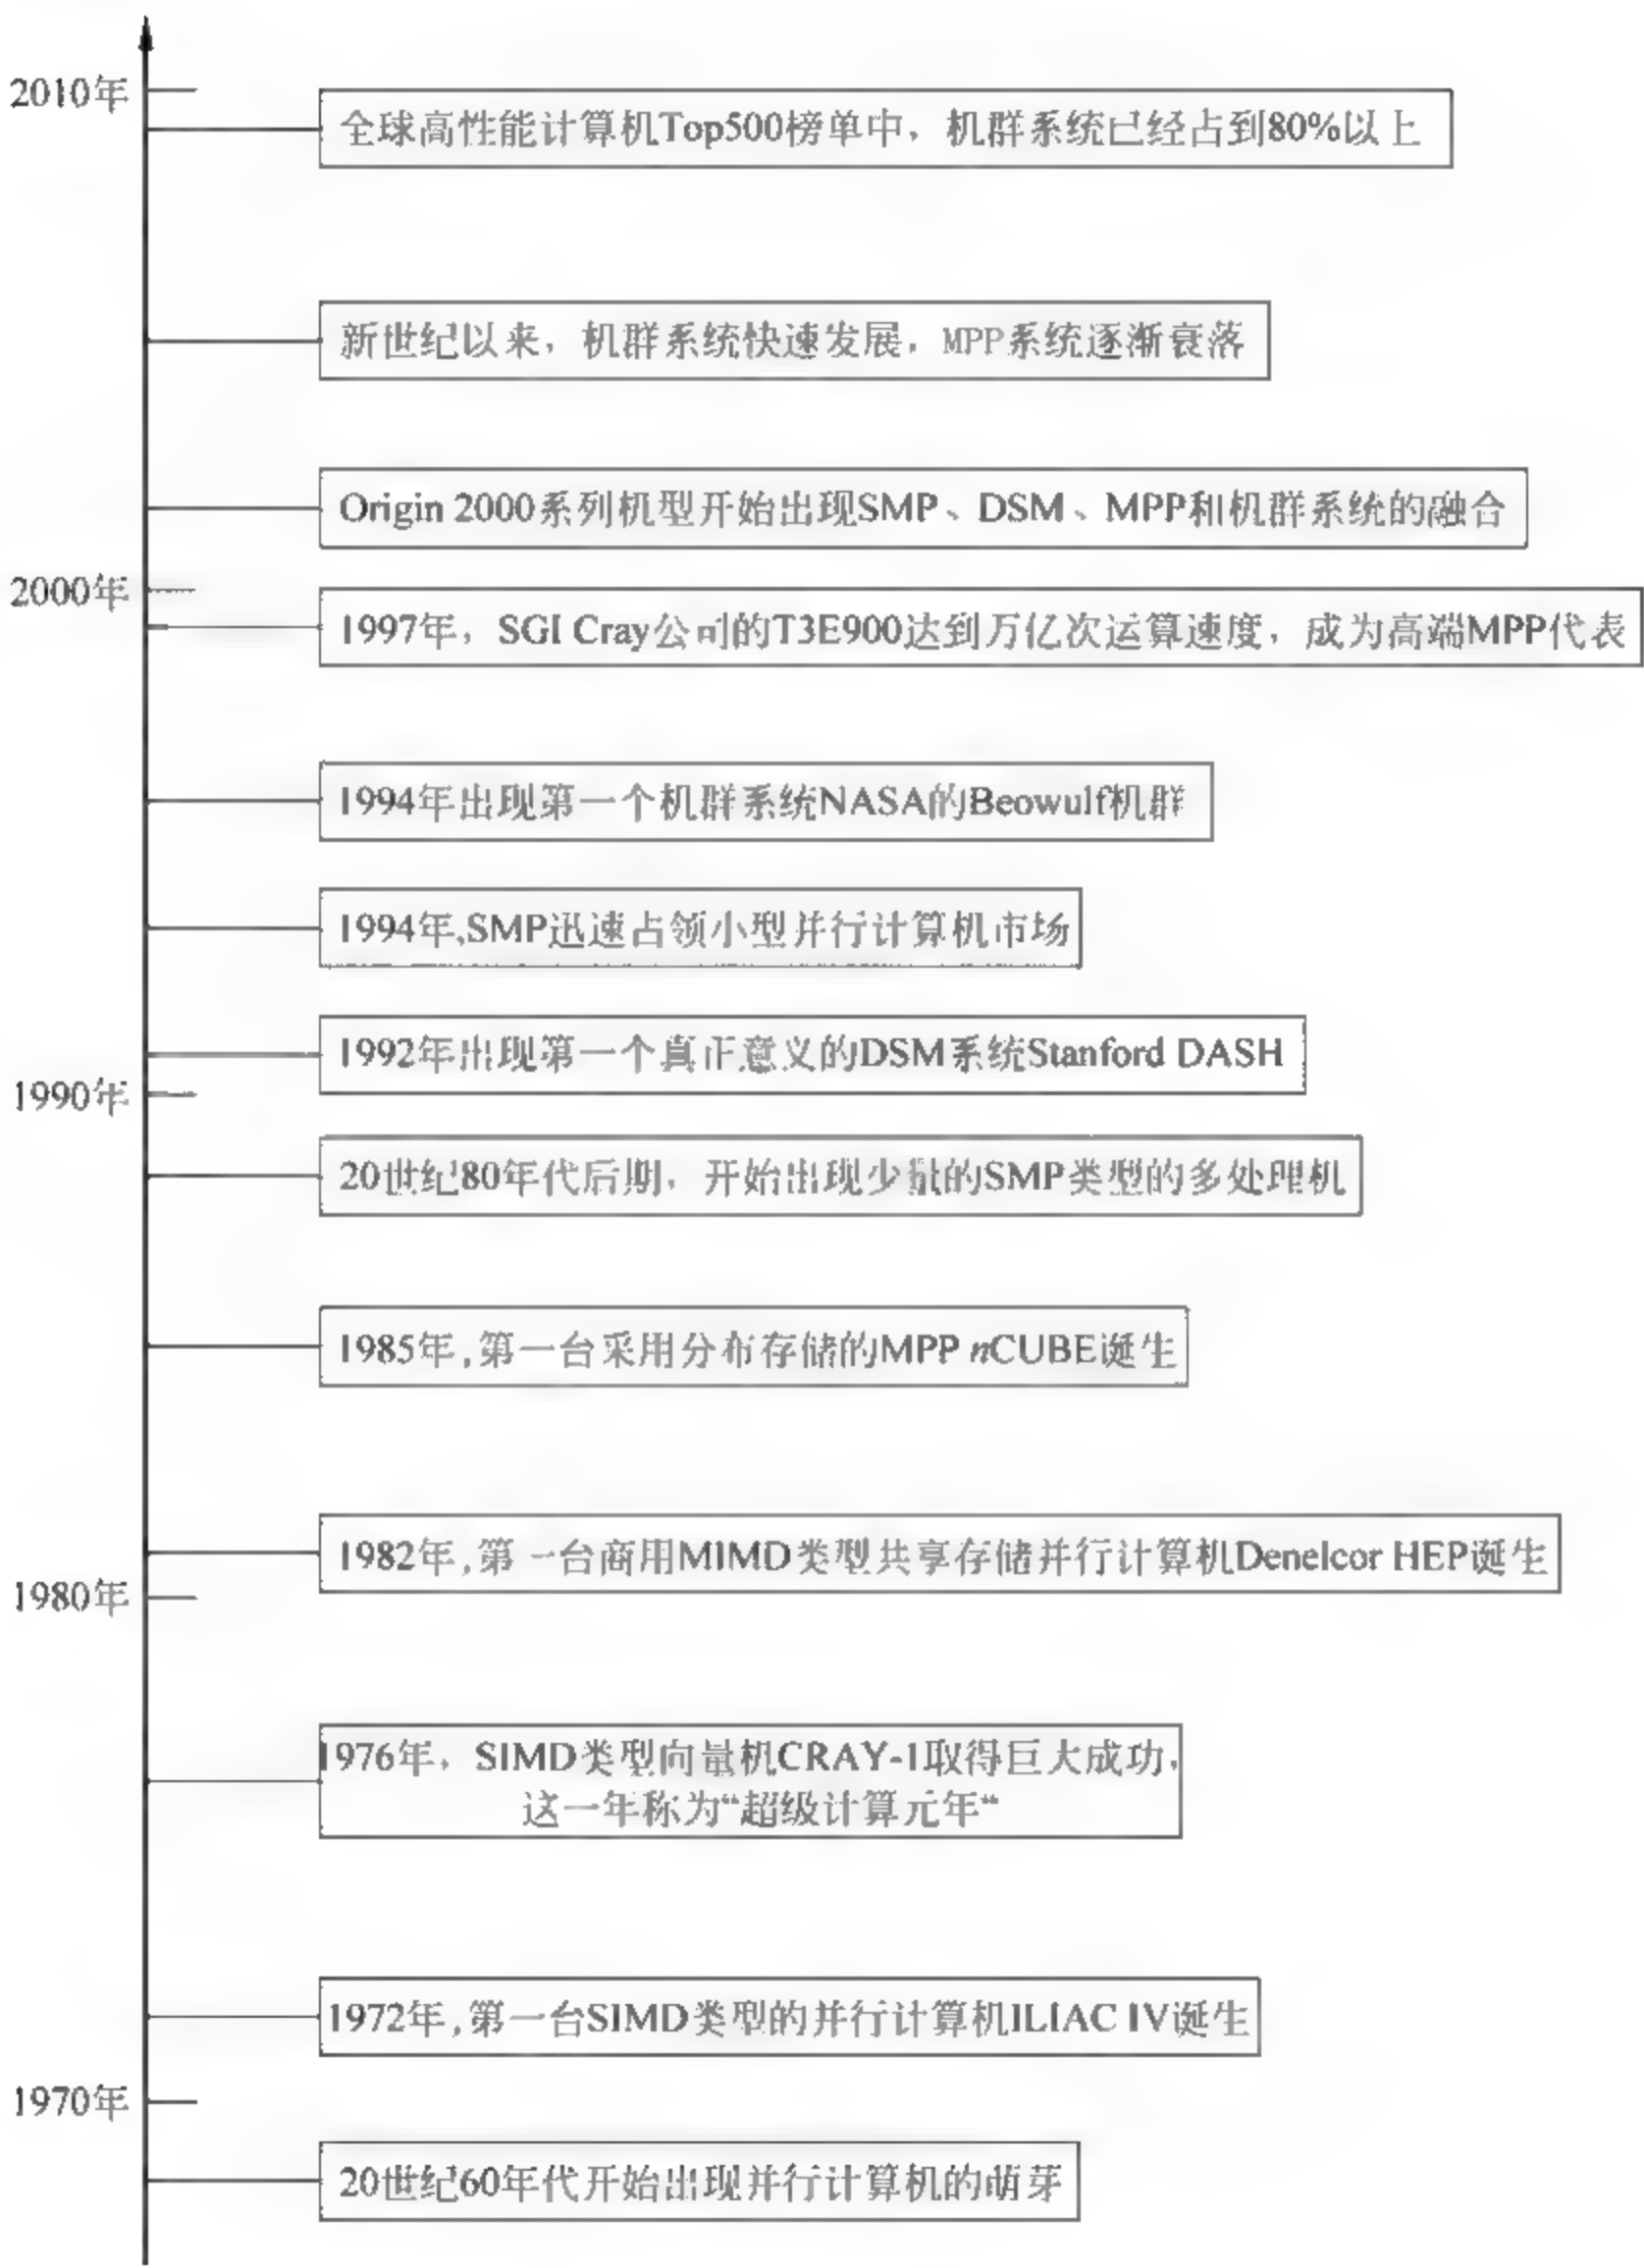 2010年
全球高性能计算机Top500榜单中，机群系统已经占到80%以上
新世纪以来，机群系统快速发展，MPP系统逐渐衰落
Origin 2000系列机型开始出现SMP、DSM、MPP和机群系统的融合
2000年
1997年，SGI Cray公司的T3E900达到万亿次运算速度，成为高端MPP代表
1994年出现第一个机群系统NASA的Beowulf机群
1994年,SMP迅速占领小型并行计算机市场
1992年出现第一个真正意义的DSM系统Stanford DASH
1990年
20世纪80年代后期，开始出现少量的SMP类型的多处理机
1985年,第一台采用分布存储的MPP nCUBE诞生
1982年,第一台商用MIMD类型共享存储并行计算机Denelcor HEP诞生
1980年
1976年，SIMD类型向量机CRAY-1取得巨大成功，
这一年称为“超级计算元年“
1972年,第一台SIMD类型的并行计算机ILIAC IV诞生
1970年
20世纪60年代开始出现并行计算机的萌芽